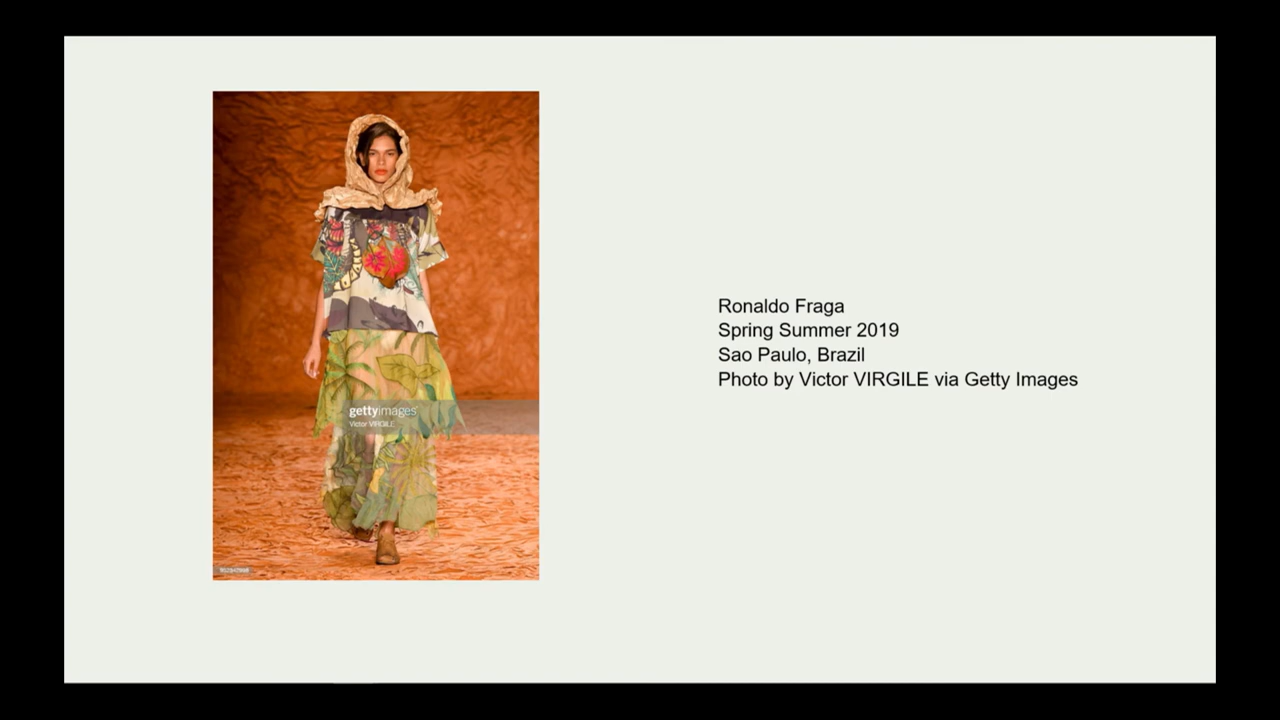 gettyimages®
Victor VIRGILE
Ronaldo Fraga
Spring Summer 2019
Sao Paulo, Brazil
Photo by Victor VIRGILE via Getty Images